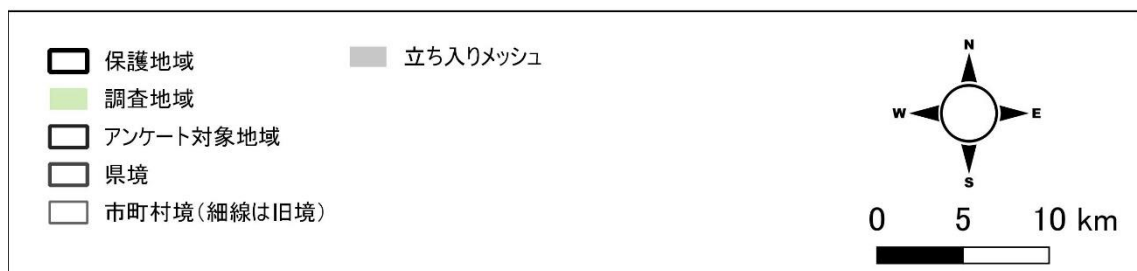 保護地域
調査地域
アンケート対象地域
県境
市町村境(細線は旧境)
立ち入りメッシュ
N
W E
S
0 5 10 km